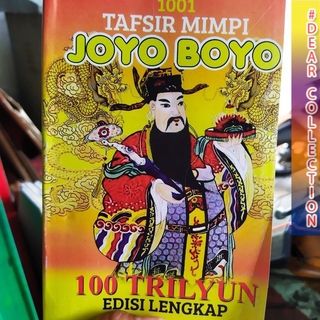 1001
TAFSIR MIMPI
JOYO BOYO
100 TRILYUN
EDISI LENGKAP
#DEAR COLLECTION